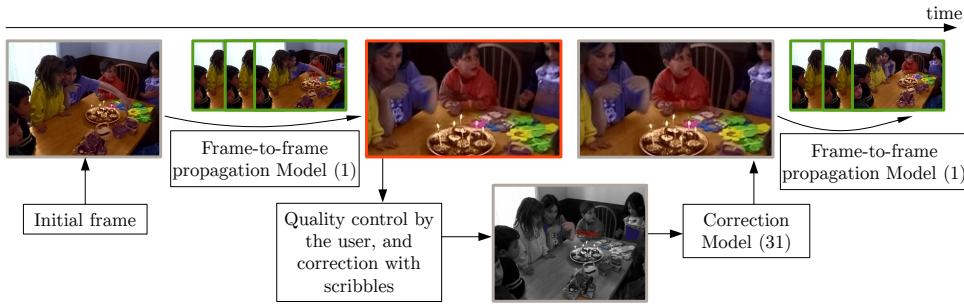 time
Frame-to-frame
propagation Model (1)
Frame-to-frame
propagation Model (1)
Initial frame
Quality control by
the user, and
correction with
scribbles
Correction
Model (31)